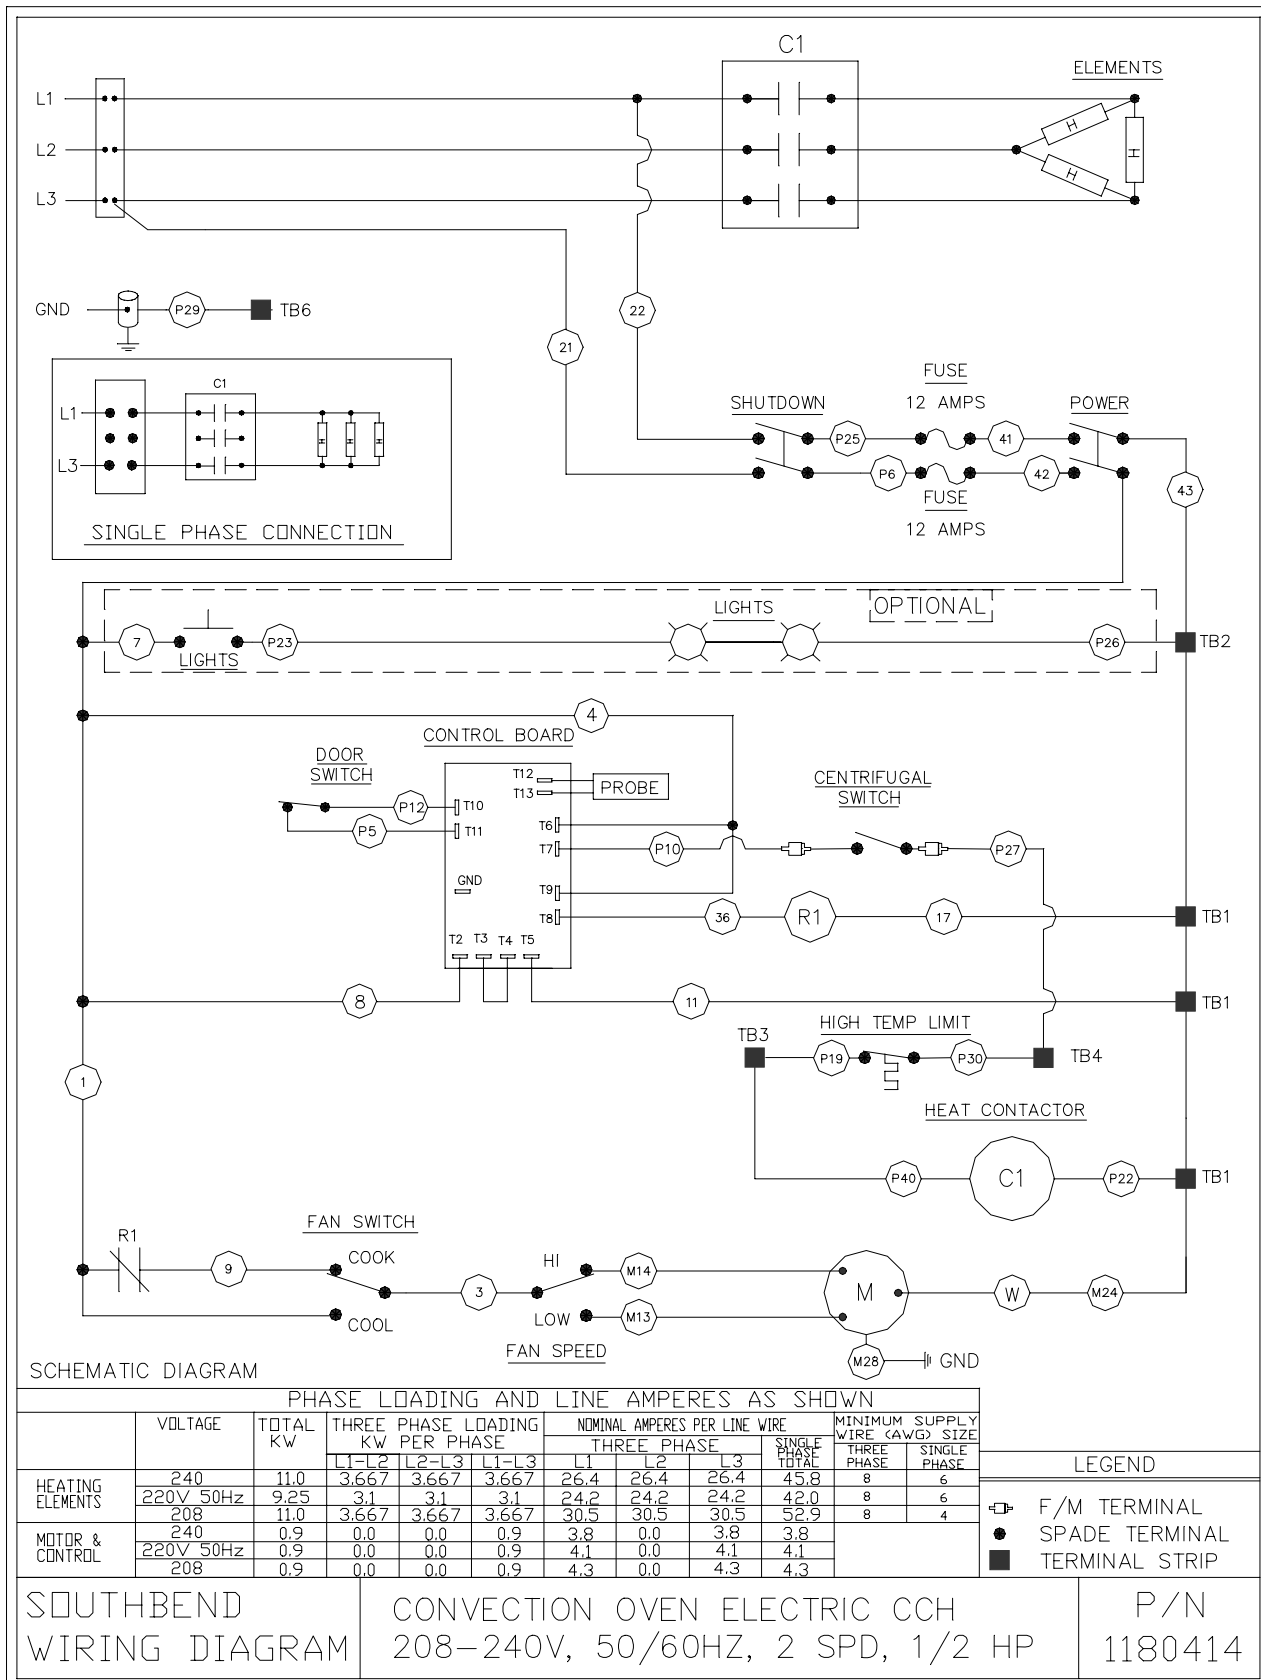 C1
ELEMENTS
L1
H
L2
H
H
L3
GND
P29
TB6
22
21
C1
L1
H
H
H
L3
SINGLE PHASE CONNECTION
FUSE
SHUTDOWN
12 AMPS
POWER
P25
41
P6
42
43
FUSE
12 AMPS
OPTIONAL
LIGHTS
7
P23
P26
TB2
LIGHTS
4
CONTROL BOARD
DOOR
SWITCH
T12
T13
PROBE
CENTRIFUGAL
SWITCH
P12
T10
P5
T11
T6
T7
P10
P27
GND
T9
T8
36
R1
17
TB1
T2
T3
T4
T5
8
11
TB1
HIGH TEMP LIMIT
TB3
P19
P30
TB4
1
HEAT CONTACTOR
P40
C1
P22
TB1
FAN SWITCH
R1
COOK
HI
9
M14
3
M
W
M24
COOL
LOW
M13
FAN SPEED
M28
GND
SCHEMATIC DIAGRAM
PHASE LOADING AND LINE AMPERES AS SHOWN
VOLTAGE
TOTAL
KW
THREE PHASE LOADING
KW PER PHASE
NOMINAL AMPERES PER LINE WIRE
MINIMUM SUPPLY
WIRE (AWG) SIZE
THREE PHASE
SINGLE
PHASE
TOTAL
THREE
PHASE
SINGLE
PHASE
L1-L2 L2-L3 L1-L3 L1 L2 L3
HEATING
ELEMENTS
240 11.0 3.667 3.667 3.667 26.4 26.4 26.4 45.8 8 6
220V 50Hz 9.25 3.1 3.1 3.1 24.2 24.2 24.2 42.0 8 6
208 11.0 3.667 3.667 3.667 30.5 30.5 30.5 52.9 8 4
MOTOR &
CONTROL
240 0.9 0.0 0.0 0.9 3.8 0.0 3.8 3.8
220V 50Hz 0.9 0.0 0.0 0.9 4.1 0.0 4.1 4.1
208 0.9 0.0 0.0 0.9 4.3 0.0 4.3 4.3
LEGEND
F/M TERMINAL
SPADE TERMINAL
TERMINAL STRIP
SOUTHBEND
WIRING DIAGRAM
CONVECTION OVEN ELECTRIC CCH
208-240V, 50/60HZ, 2 SPD, 1/2 HP
P/N
1180414